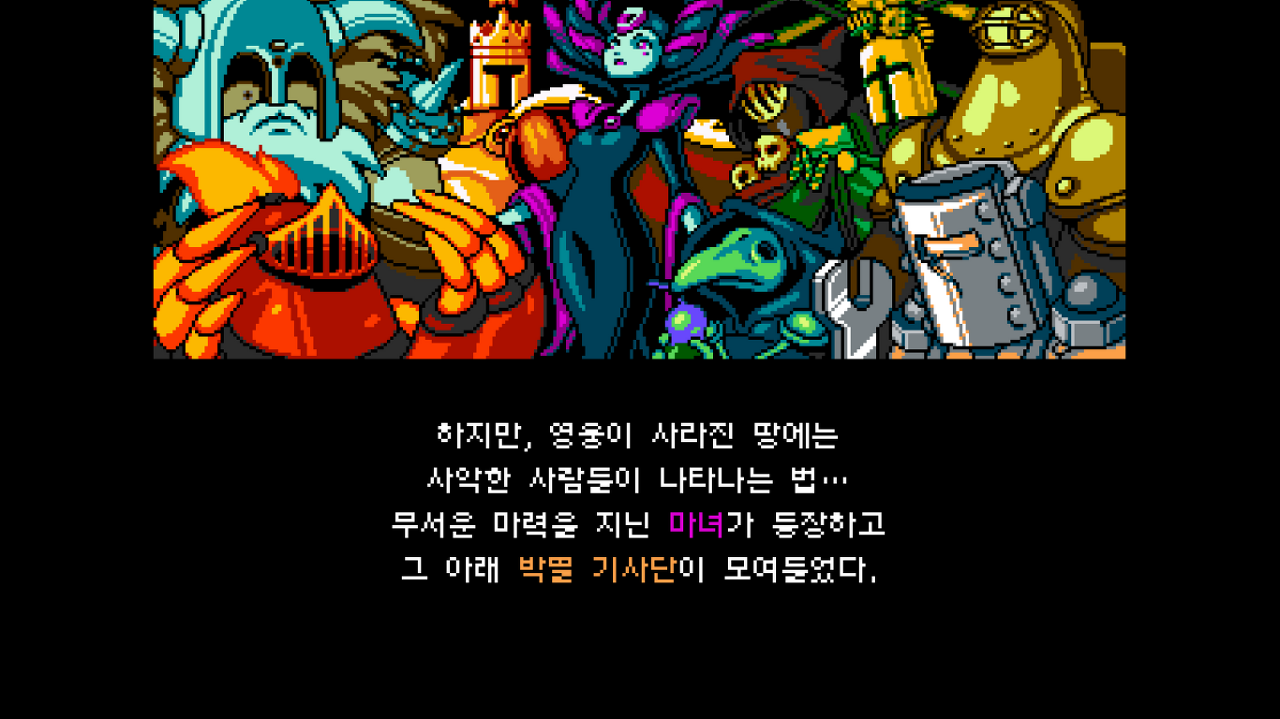 하지만, 영웅이 사라진 땅에는
사악한 사람들이 나타나는 법…
무서운 마력을 지닌 마녀가 등장하고
그 아래 박멸 기사단이 모여들었다.